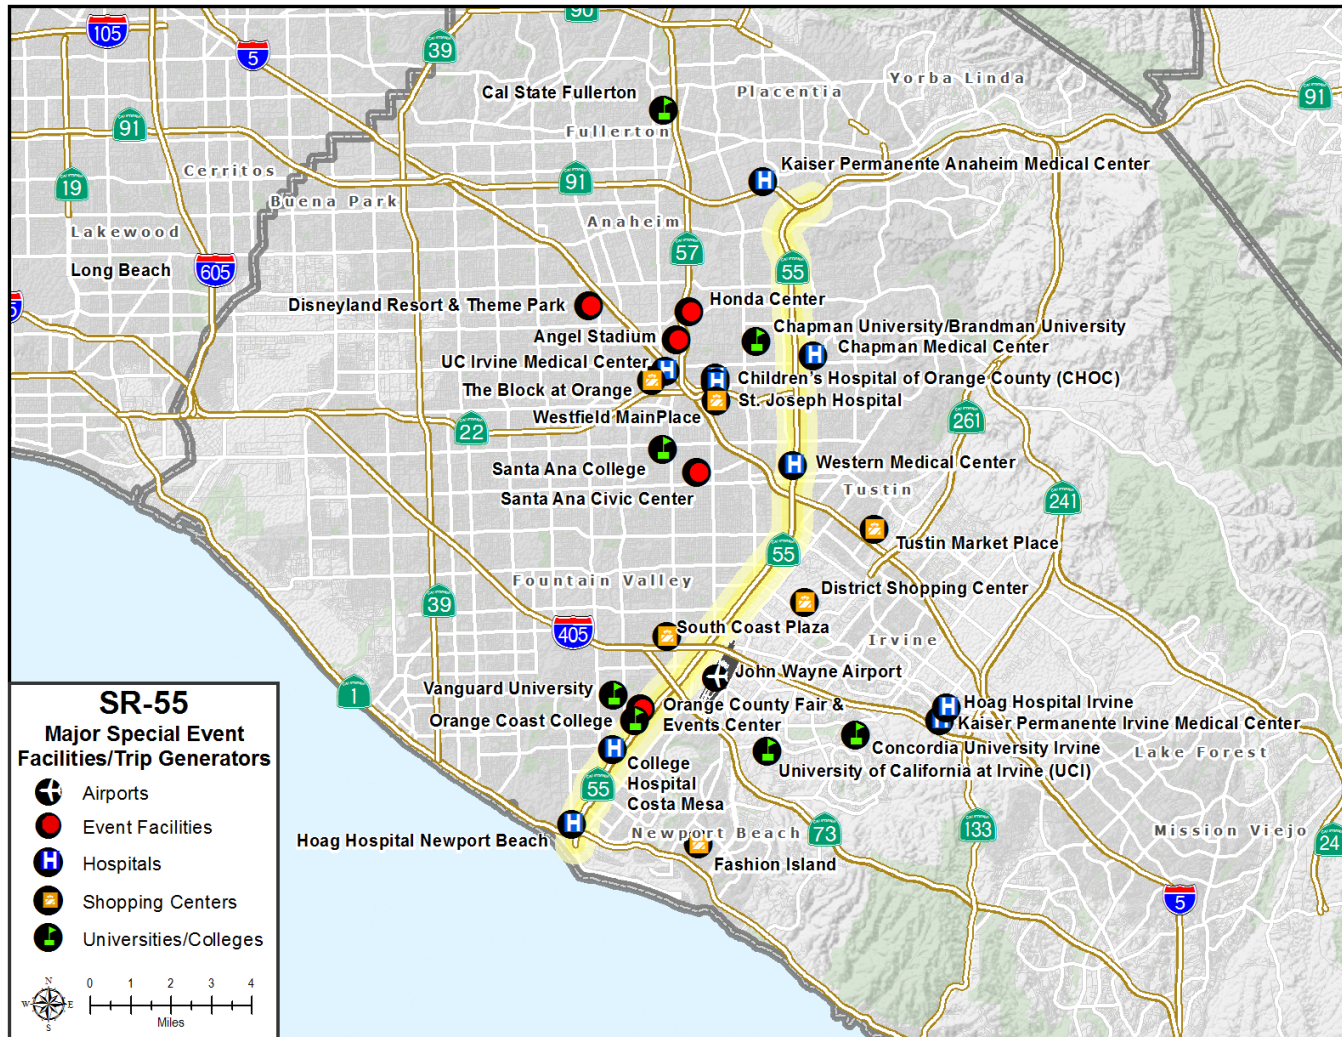 90
105
5
39
Yorba Linda
Cal State Fullerton
Placentia
91
91
Fullerton
Kaiser Permanente Anaheim Medical Center
Cerritos
91
19
Buena Park
Anaheim
Lakewood
57
Long Beach
605
55
5
Disneyland Resort & Theme Park
Honda Center
Angel Stadium
Chapman University/Brandman University
Chapman Medical Center
UC Irvine Medical Center
The Block at Orange
Children's Hospital of Orange County (CHOC)
St. Joseph Hospital
Westfield MainPlace
22
261
Santa Ana College
Western Medical Center
Santa Ana Civic Center
Tustin
241
Tustin Market Place
55
Fountain Valley
District Shopping Center
39
405
South Coast Plaza
Irvine
John Wayne Airport
1
Vanguard University
Orange County Fair &
Events Center
Orange Coast College
Hoag Hospital Irvine
Kaiser Permanente Irvine Medical Center
Concordia University Irvine
Lake Forest
University of California at Irvine (UCI)
College
Hospital
Costa Mesa
55
Hoag Hospital Newport Beach
Newport Beach
73
133
Mission Viejo
24
Fashion Island
5
SR-55
Major Special Event
Facilities/Trip Generators
Airports
Event Facilities
H Hospitals
Shopping Centers
Universities/Colleges
N
W E
S
0 1 2 3 4
Miles